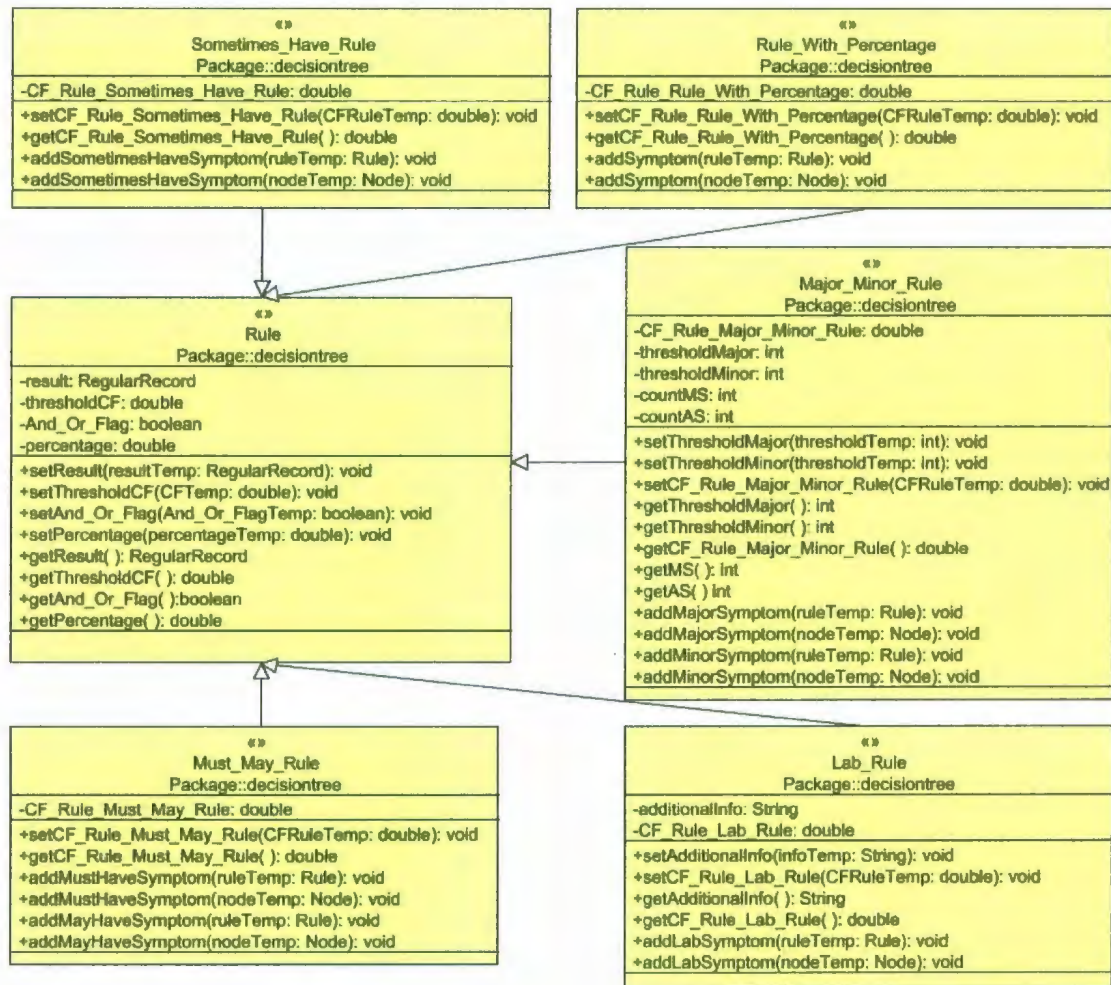 «»
Sometimes_Have_Rule
Package::decisiontree
-CF_Rule_Sometimes_Have_Rule: double
+setCF_Rule_Sometimes_Have_Rule(CFRuleTemp: double): void
+getCF_Rule_Sometimes_Have_Rule( ): double
+addSometimesHaveSymptom(ruleTemp: Rule): void
+addSometimesHaveSymptom(nodeTemp: Node): void
«»
Rule_With_Percentage
Package::decisiontree
-CF_Rule_Rule_With_Percentage: double
+setCF_Rule_Rule_With_Percentage(CFRuleTemp: double): void
+getCF_Rule_Rule_With_Percentage( ): double
+addSymptom(ruleTemp: Rule): void
+addSymptom(nodeTemp: Node): void
«»
Rule
Package::decisiontree
-result: RegularRecord
-thresholdCF: double
-And_Or_Flag: boolean
-percentage: double
+setResult(resultTemp: RegularRecord): void
+setThresholdCF(CFTemp: double): void
+setAnd_Or_Flag(And_Or_FlagTemp: boolean): void
+setPercentage(percentageTemp: double): void
+getResult( ): RegularRecord
+getThresholdCF( ): double
+getAnd_Or_Flag( ):boolean
+getPercentage( ): double
«»
Major_Minor_Rule
Package::decisiontree
-CF_Rule_Major_Minor_Rule: double
-thresholdMajor: int
-thresholdMinor: int
-countMS: int
-countAS: int
+setThresholdMajor(thresholdTemp: int): void
+setThresholdMinor(thresholdTemp: int): void
+setCF_Rule_Major_Minor_Rule(CFRuleTemp: double): void
+getThresholdMajor( ): int
+getThresholdMinor( ): int
+getCF_Rule_Major_Minor_Rule( ): double
+getMS( ): int
+getAS( ) int
+addMajorSymptom(ruleTemp: Rule): void
+addMajorSymptom(nodeTemp: Node): void
+addMinorSymptom(ruleTemp: Rule): void
+addMinorSymptom(nodeTemp: Node): void
«»
Must_May_Rule
Package::decisiontree
-CF_Rule_Must_May_Rule: double
+setCF_Rule_Must_May_Rule(CFRuleTemp: double): void
+getCF_Rule_Must_May_Rule( ): double
+addMustHaveSymptom(ruleTemp: Rule): void
+addMustHaveSymptom(nodeTemp: Node): void
+addMayHaveSymptom(ruleTemp: Rule): void
+addMayHaveSymptom(nodeTemp: Node): void
«»
Lab_Rule
Package::decisiontree
-additionalInfo: String
-CF_Rule_Lab_Rule: double
+setAdditionalInfo(infoTemp: String): void
+setCF_Rule_Lab_Rule(CFRuleTemp: double): void
+getAdditionalInfo( ): String
+getCF_Rule_Lab_Rule( ): double
+addLabSymptom(ruleTemp: Rule): void
+addLabSymptom(nodeTemp: Node): void